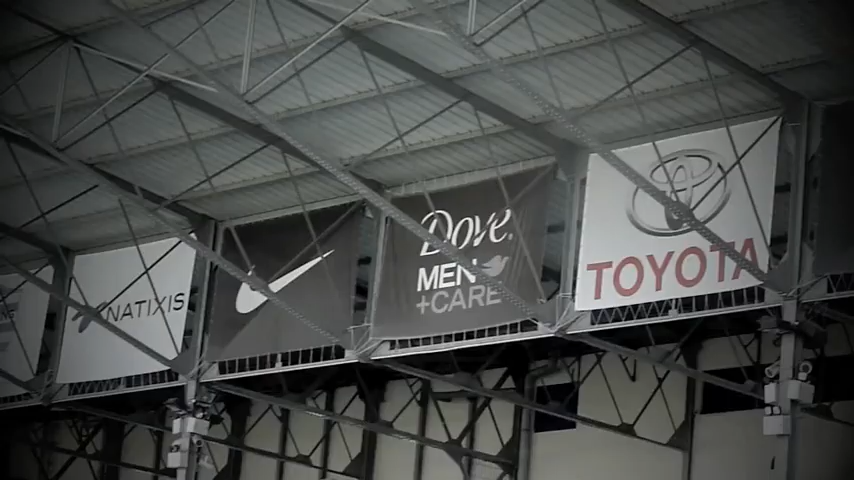 NATIXIS
Dove
MEN
+CARE
TOYOTA